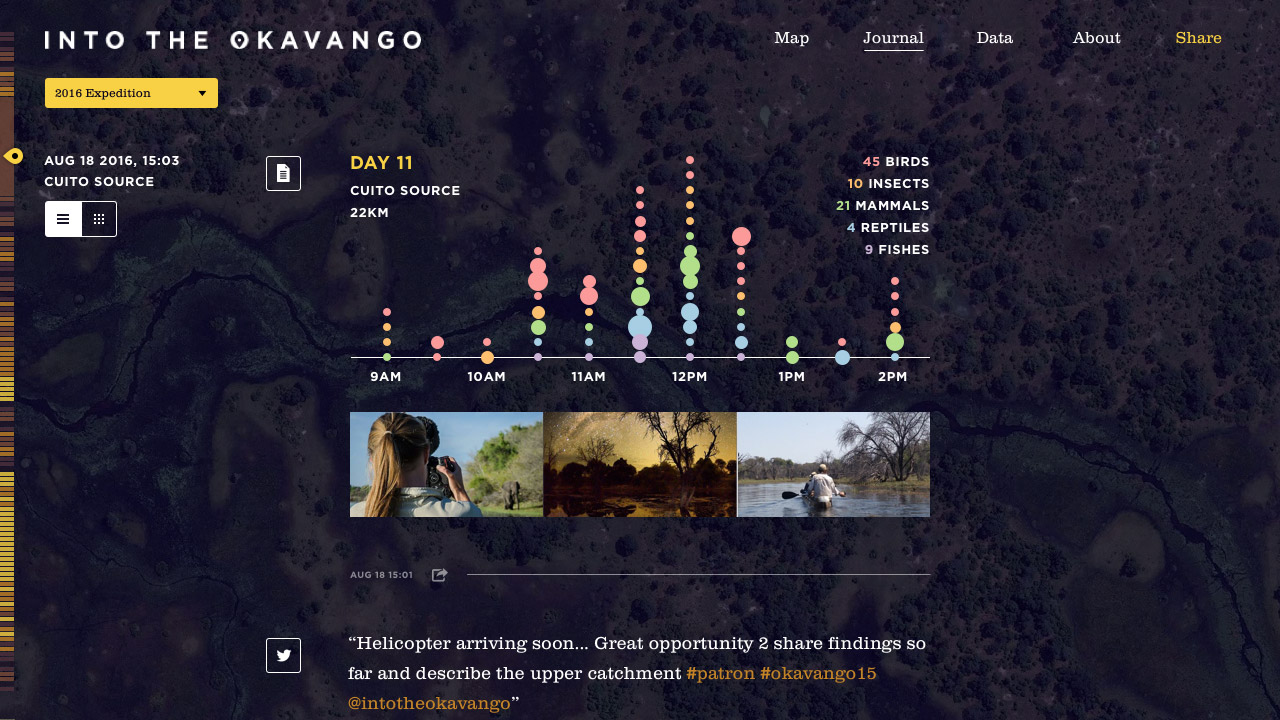 INTO THE OKAVANGO
Map Journal Data About Share
2016 Expedition
AUG 18 2016, 15:03
CUITO SOURCE
DAY 11
CUITO SOURCE
22KM
45 BIRDS
10 INSECTS
21 MAMMALS
4 REPTILES
9 FISHES
9AM 10AM 11AM 12PM 1PM 2PM
AUG 18 15:01
“Helicopter arriving soon... Great opportunity 2 share findings so
far and describe the upper catchment #patron #okavango15
@intotheokavango”